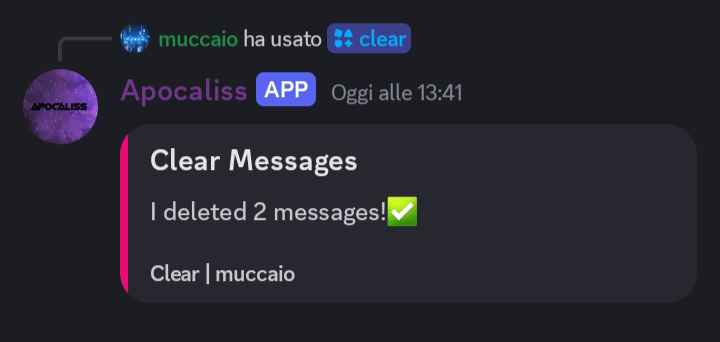 muccaio ha usato clear
APOCALISS
Apocaliss APP Oggi alle 13:41
Clear Messages
I deleted 2 messages!✅
Clear | muccaio